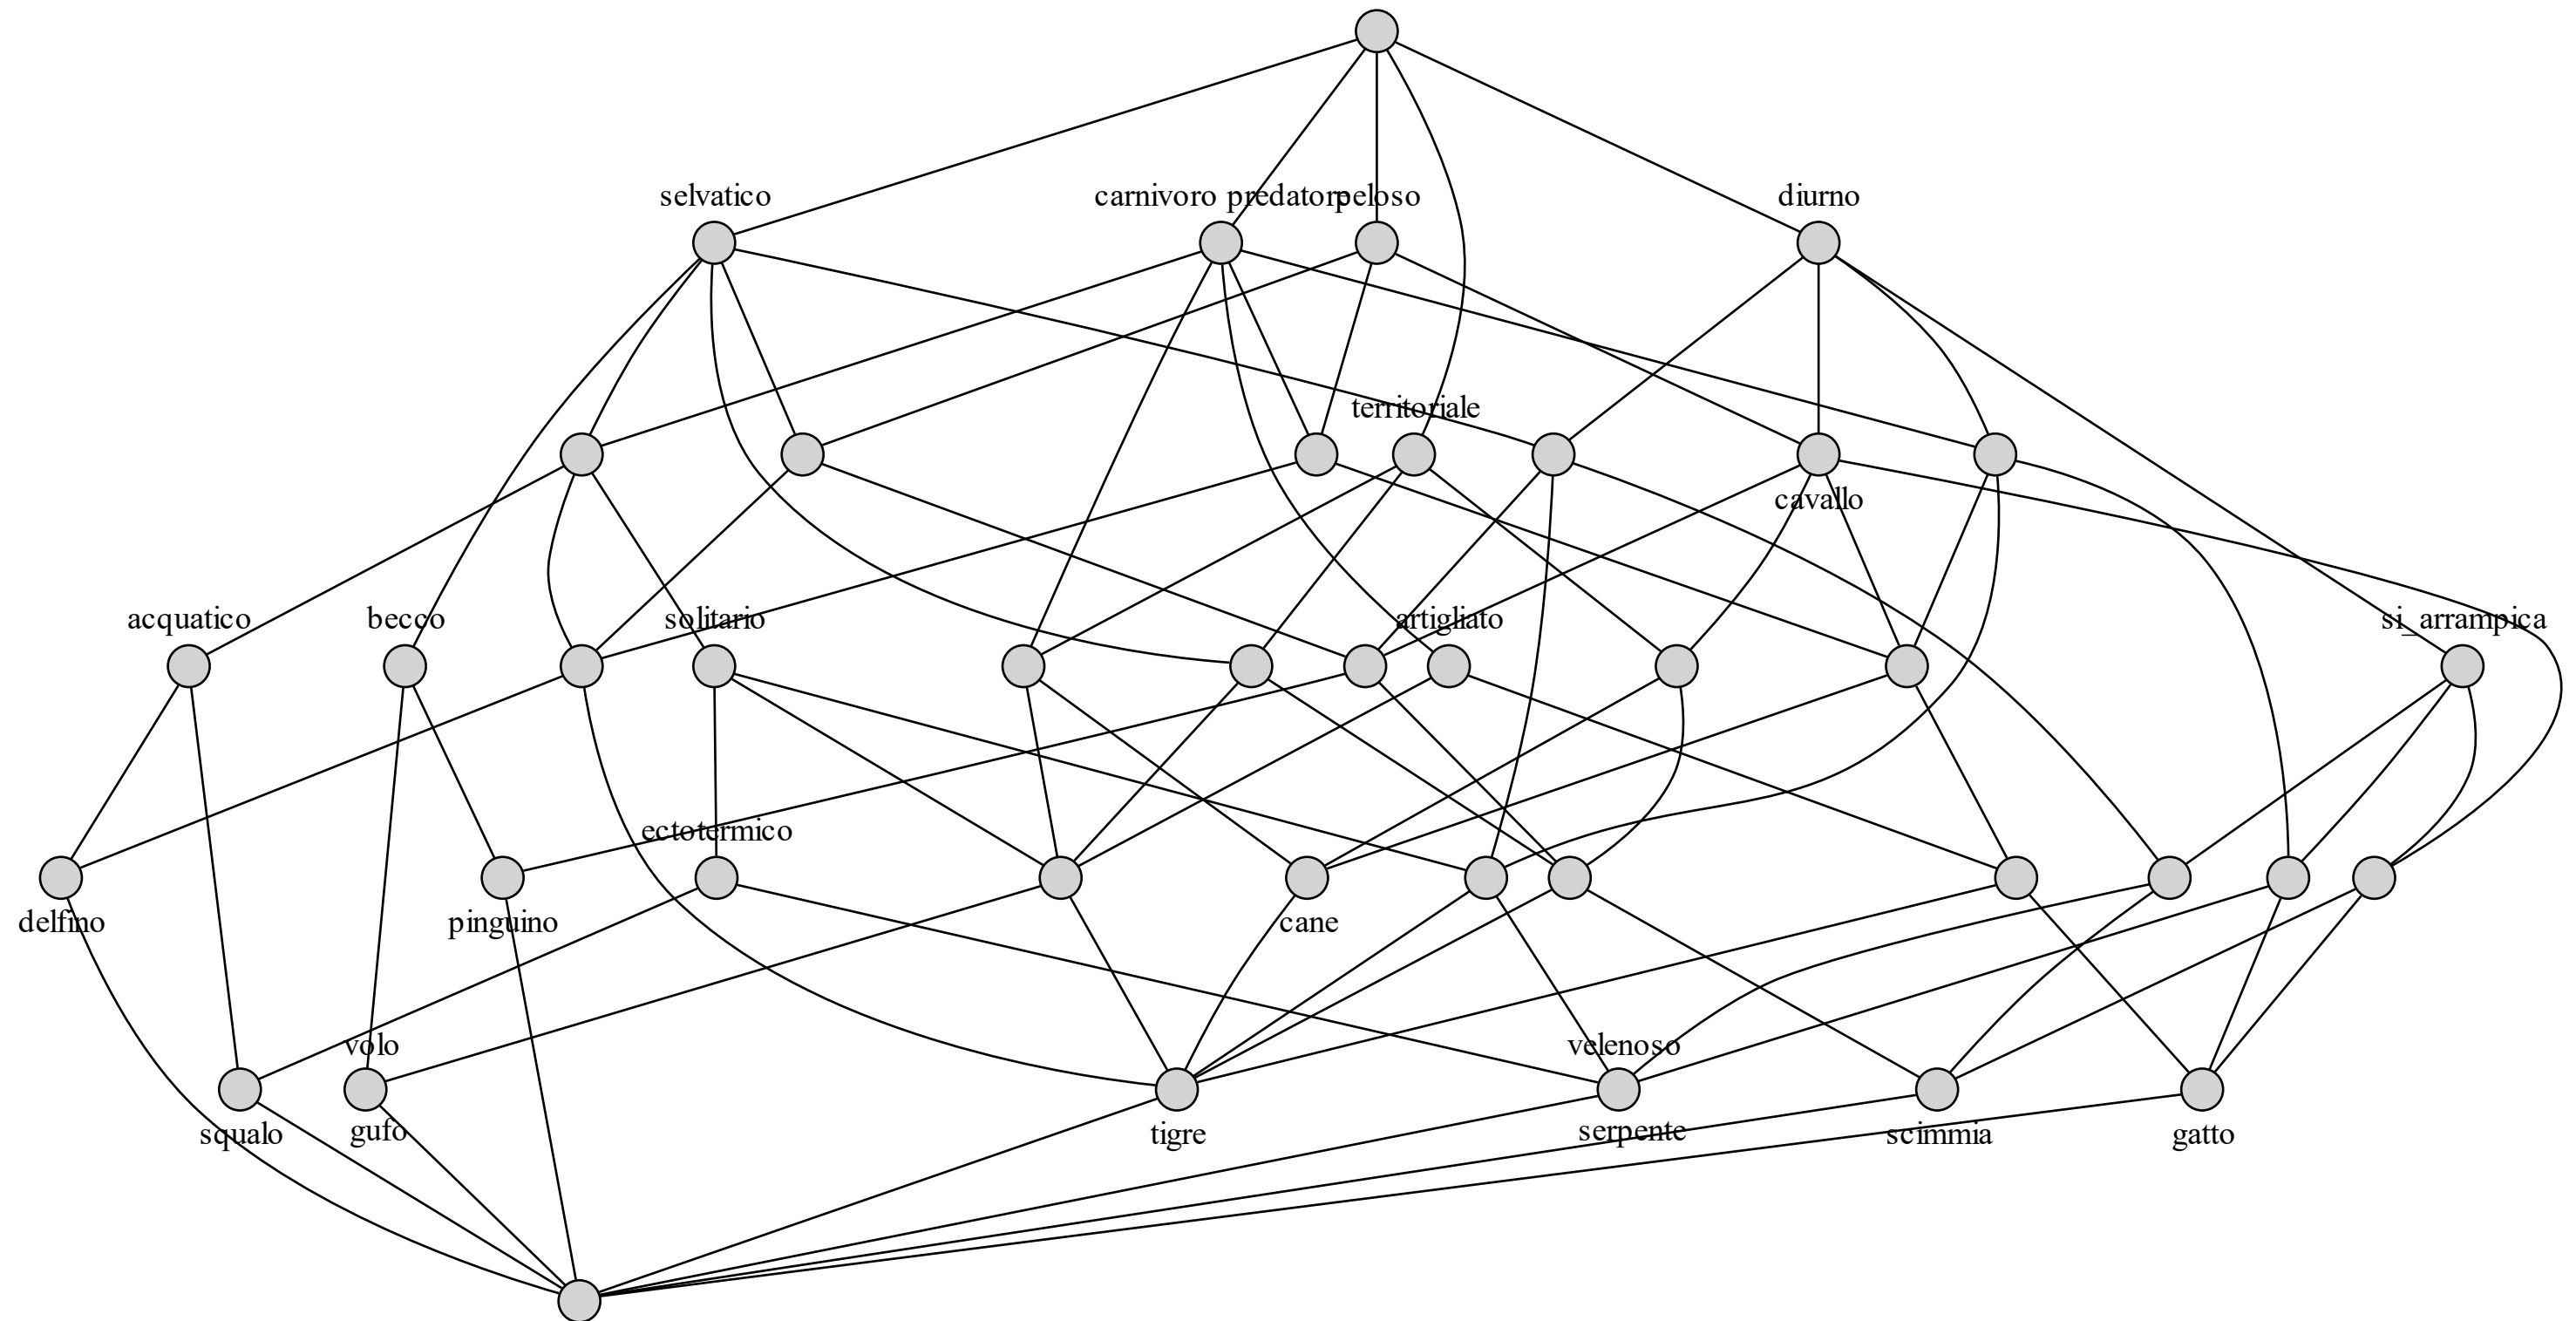 selvatico
carnivoro predatore
peloso
diurno
territoriale
cavallo
acquatico
becco
solitario
artigliato
si_arrampica
ectotermico
delfino
pinguino
cane
volo
velenoso
squalo
gufo
tigre
serpente
scimmia
gatto